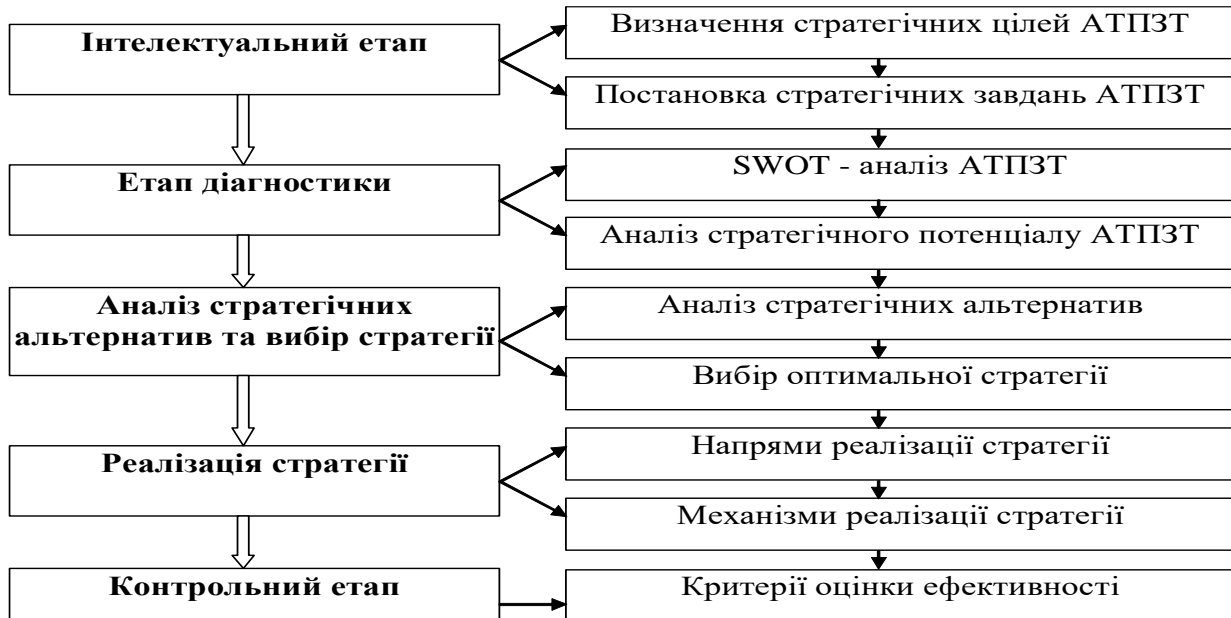 Інтелектуальний етап
Визначення стратегічних цілей АТПЗТ
Постановка стратегічних завдань АТПЗТ
Етап діагностики
SWOT - аналіз АТПЗТ
Аналіз стратегічного потенціалу АТПЗТ
Аналіз стратегічних
альтернатив та вибір стратегії
Аналіз стратегічних альтернатив
Вибір оптимальної стратегії
Реалізація стратегії
Напрями реалізації стратегії
Механізми реалізації стратегії
Контрольний етап
Критерії оцінки ефективності